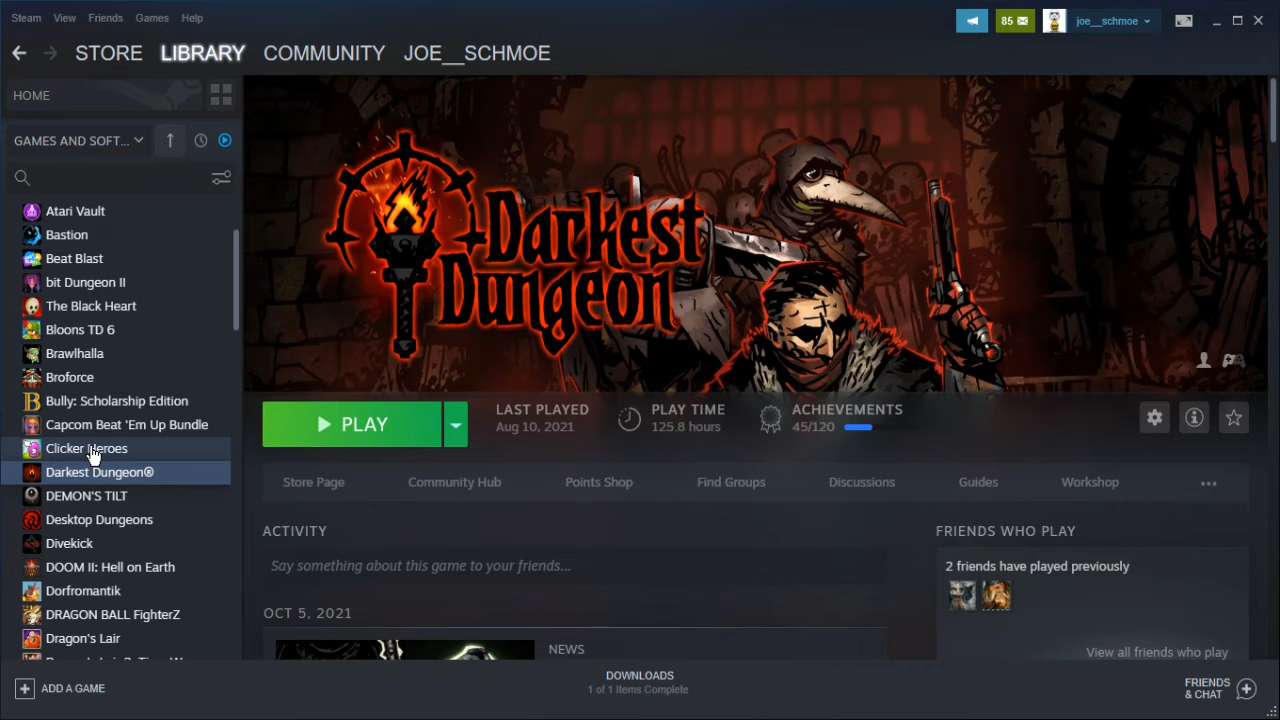 Steam View Friends Games Help
85
joe__schmoe
STORE LIBRARY COMMUNITY JOE__SCHMOE
HOME
GAMES AND SOFT...
Atari Vault
Bastion
Beat Blast
bit Dungeon II
The Black Heart
Bloons TD 6
Brawlhalla
Broforce
Bully: Scholarship Edition
Capcom Beat 'Em Up Bundle
Clicker Heroes
Darkest Dungeon®
DEMON'S TILT
Desktop Dungeons
Divekick
DOOM II: Hell on Earth
Dorfromantik
DRAGON BALL FighterZ
Dragon's Lair
ADD A GAME
Darkest
Dungeon
PLAY
LAST PLAYED
Aug 10, 2021
PLAY TIME
125.8 hours
ACHIEVEMENTS
45/120
Store Page Community Hub Points Shop Find Groups Discussions Guides Workshop
ACTIVITY
Say something about this game to your friends...
OCT 5, 2021
NEWS
FRIENDS WHO PLAY
2 friends have played previously
View all friends who play
DOWNLOADS
1 of 1 Items Complete
FRIENDS
& CHAT